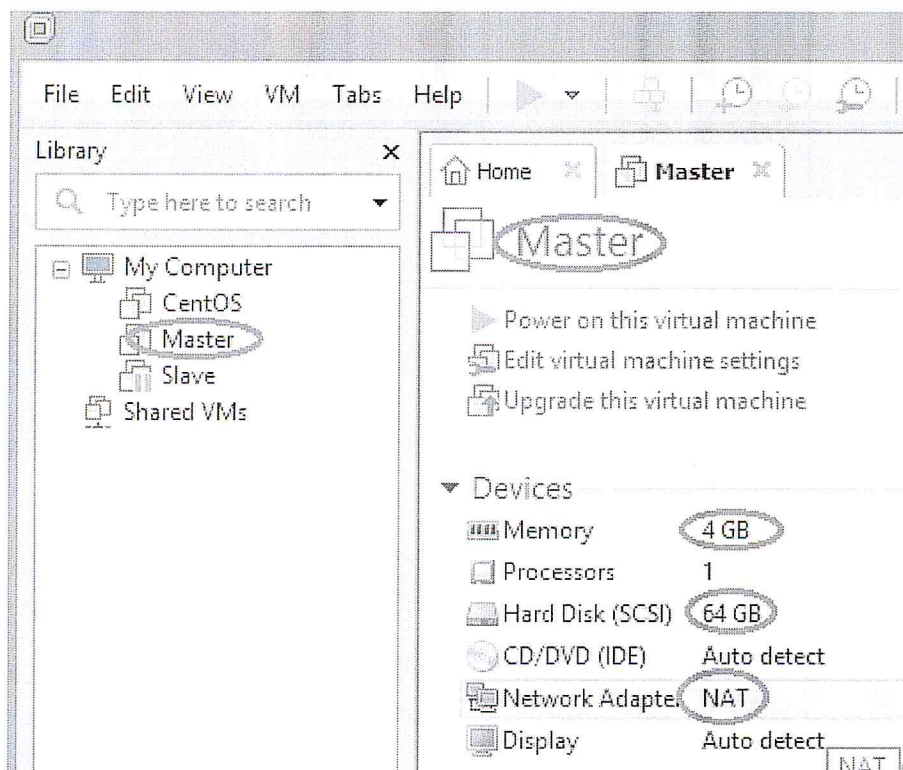 File Edit View VM Tabs Help
Library
Type here to search
My Computer
CentOS
Master
Slave
Shared VMs
Home
Master
Master
Power on this virtual machine
Edit virtual machine settings
Upgrade this virtual machine
Devices
Memory 4 GB
Processors 1
Hard Disk (SCSI) 64 GB
CD/DVD (IDE) Auto detect
Network Adapte NAT
Display Auto detect
NAT